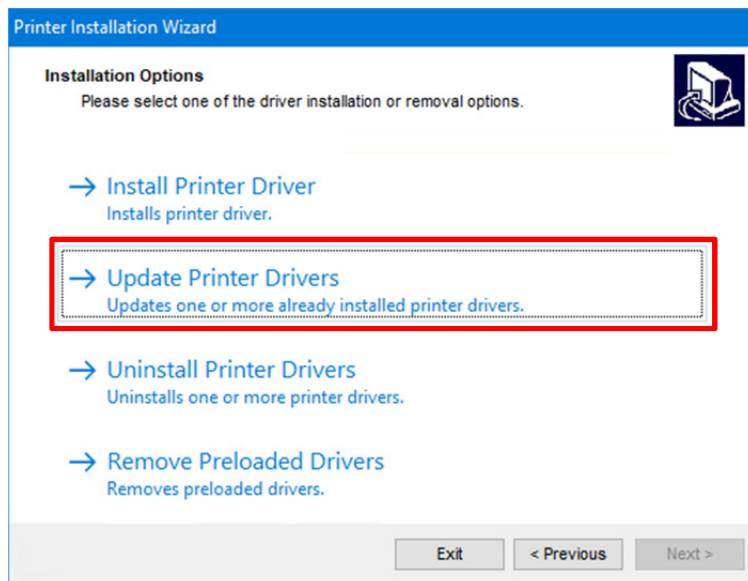 Printer Installation Wizard
Installation Options
Please select one of the driver installation or removal options.
Install Printer Driver
Installs printer driver.
Update Printer Drivers
Updates one or more already installed printer drivers.
Uninstall Printer Drivers
Uninstalls one or more printer drivers.
Remove Preloaded Drivers
Removes preloaded drivers.
Exit < Previous Next >